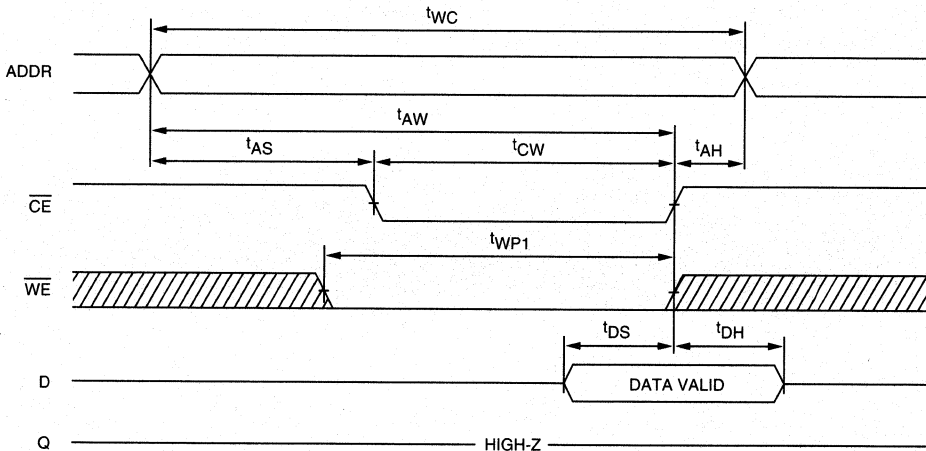 tWC
ADDR
tAW
tAS
tCW
tAH
CE
tWP1
WE
tDS
tDH
D
DATA VALID
Q
HIGH-Z